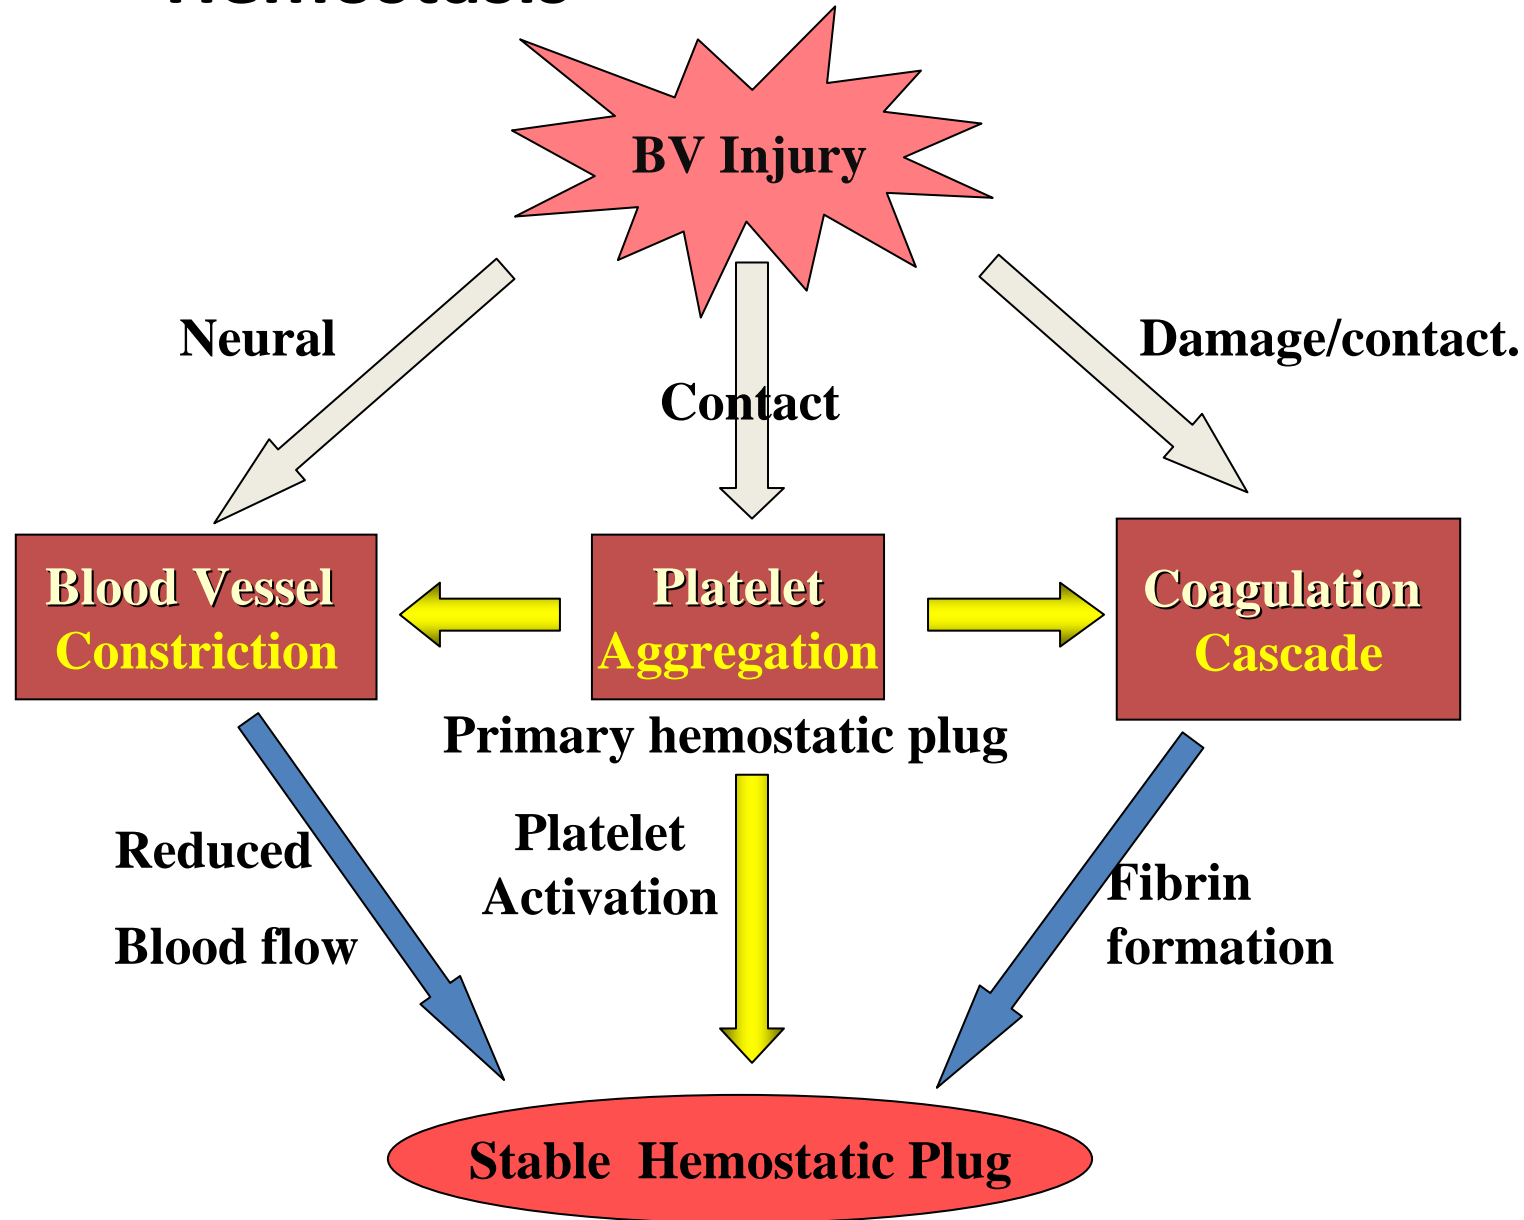 Hemostasis
BV Injury
Neural
Damage/contact.
Contact
Blood Vessel
Constriction
Platelet
Aggregation
Coagulation
Cascade
Primary hemostatic plug
Platelet
Activation
Reduced
Blood flow
Fibrin
formation
Stable Hemostatic Plug